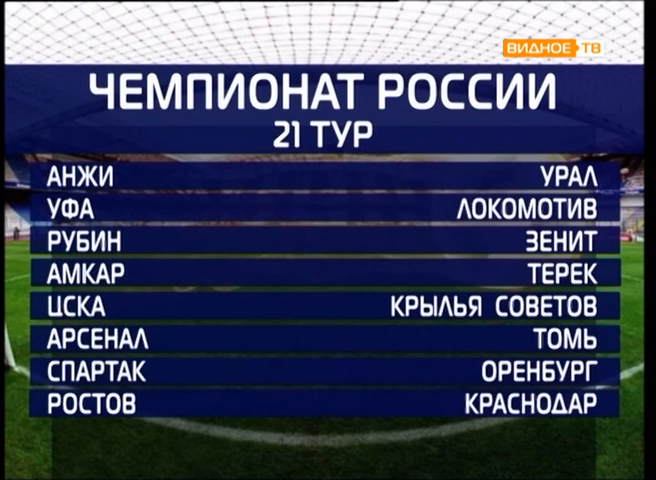 ВИДНОЕ ТВ
ЧЕМПИОНАТ РОССИИ
21 ТУР
АНЖИ УРАЛ
УФА ЛОКОМОТИВ
РУБИН ЗЕНИТ
АМКАР ТЕРЕК
ЦСКА КРЫЛЬЯ СОВЕТОВ
АРСЕНАЛ ТОМЬ
СПАРТАК ОРЕНБУРГ
РОСТОВ КРАСНОДАР